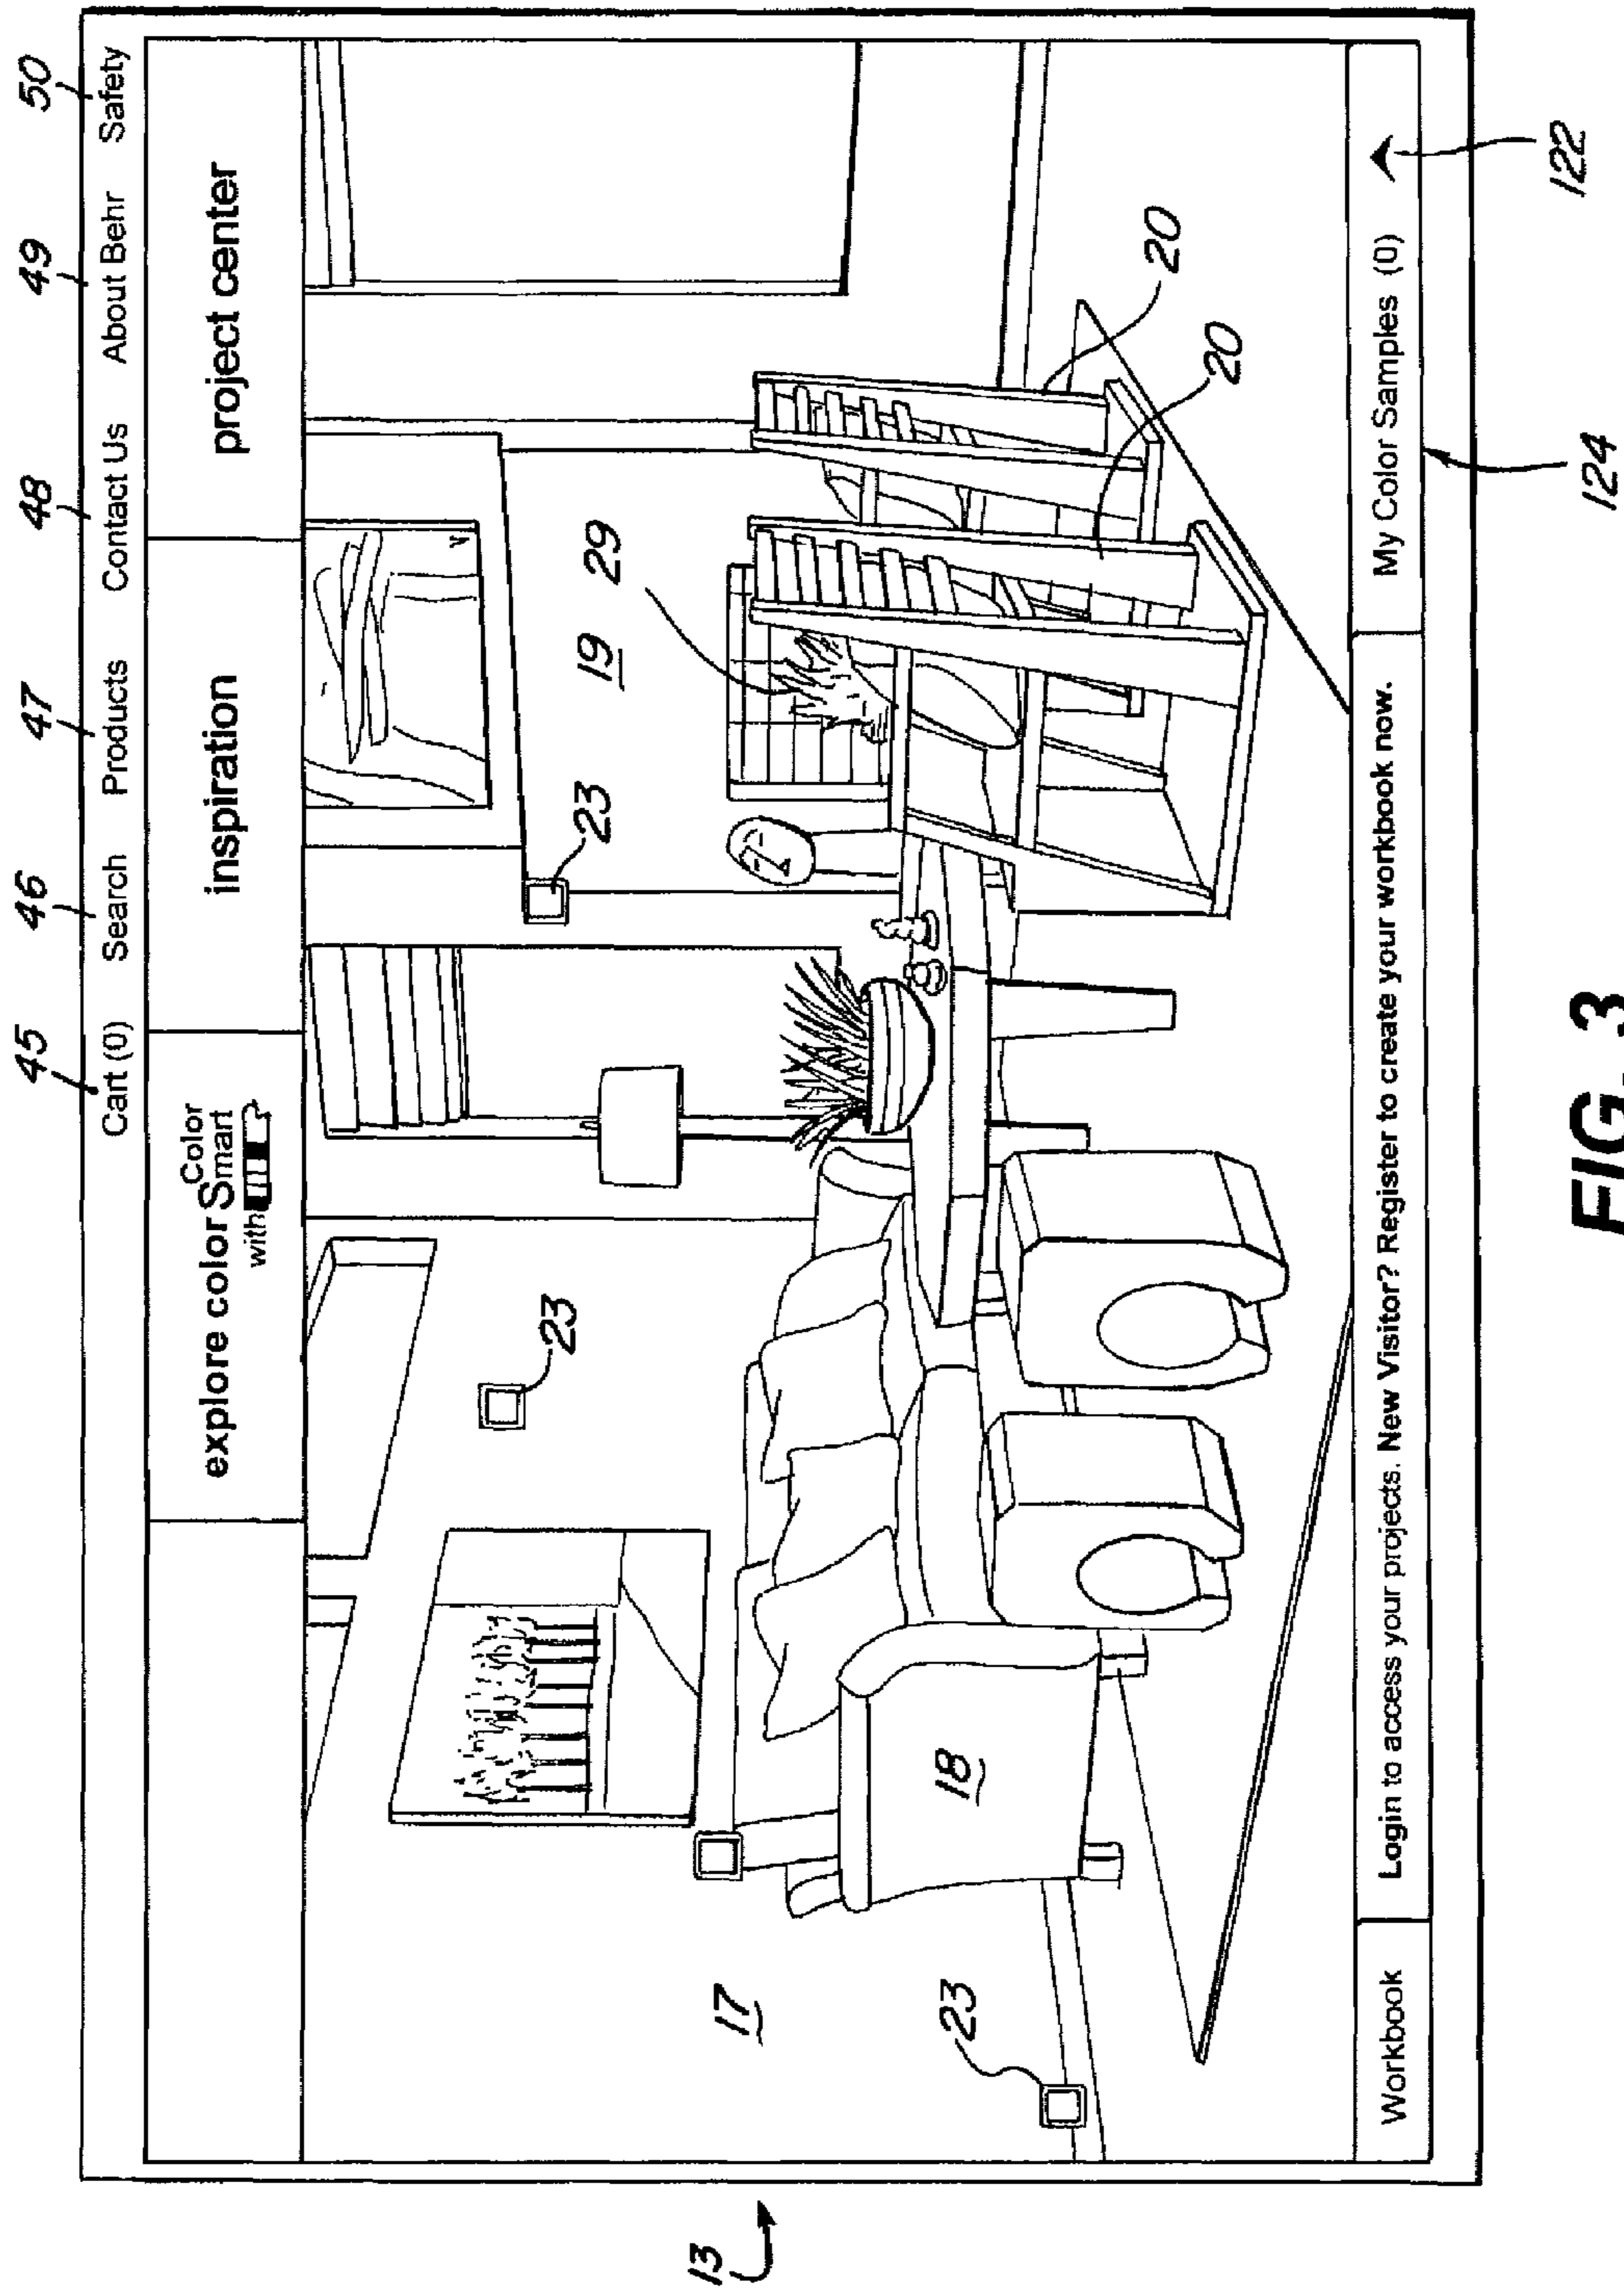 45 46 47 48 49 50
Cart (0) Search Products Contact Us About Behr Safety
explore color
with
Color
Smart
inspiration
project center
23
23
19
29
17
18
20
20
23
13
Workbook
Login to access your projects. New Visitor? Register to create your workbook now.
My Color Samples (0)
124
122
FIG. 3